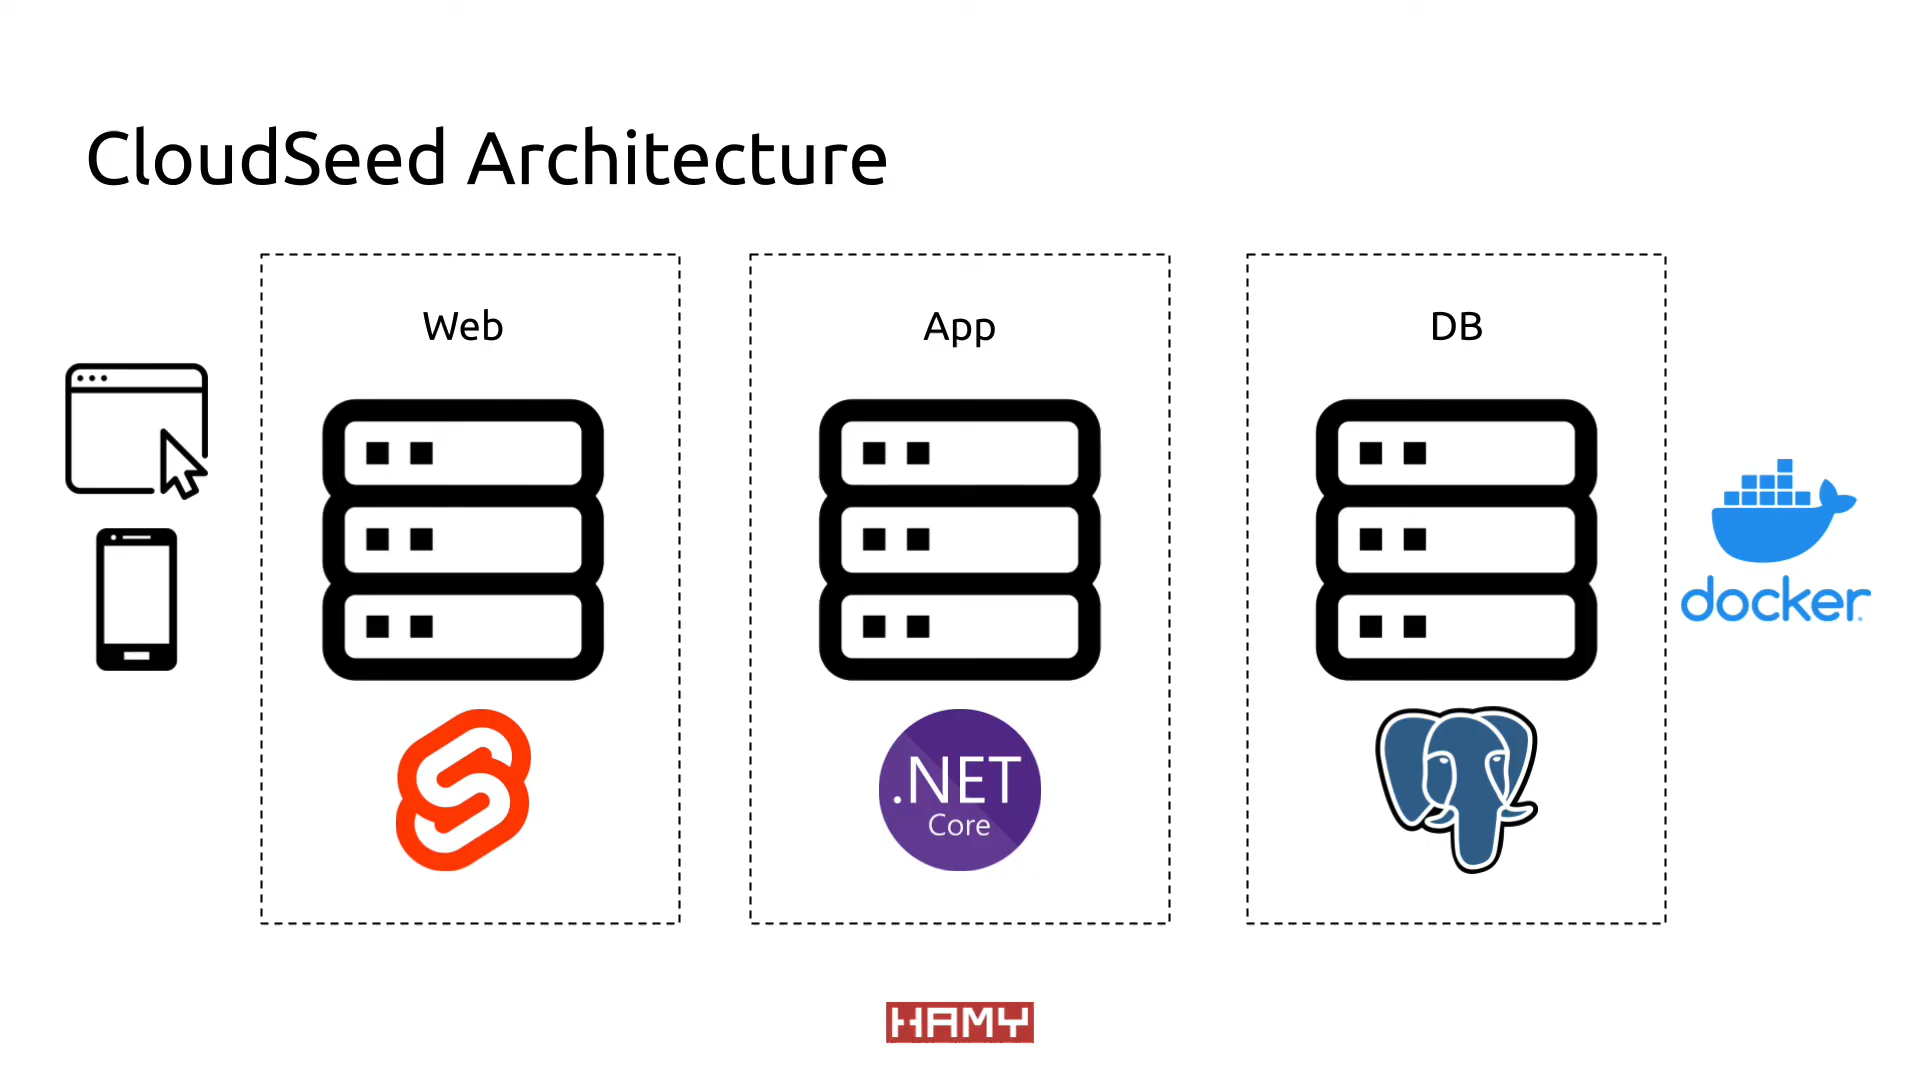 CloudSeed Architecture
Web
App
DB
.NET
Core
docker
HAMY